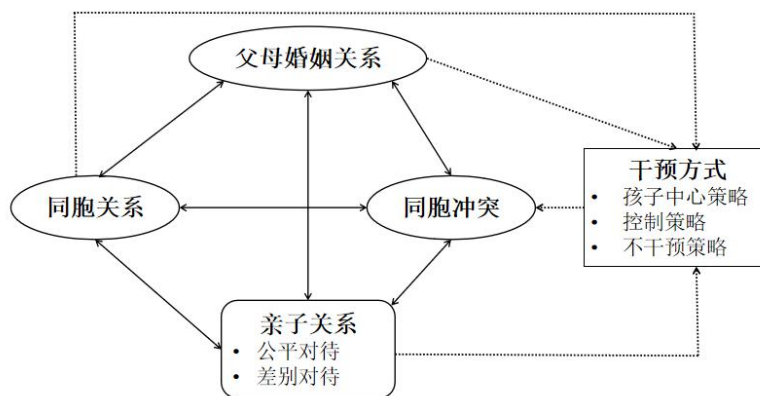 父母婚姻关系
干预方式
• 孩子中心策略
• 控制策略
• 不干预策略
同胞关系
同胞冲突
亲子关系
• 公平对待
• 差别对待